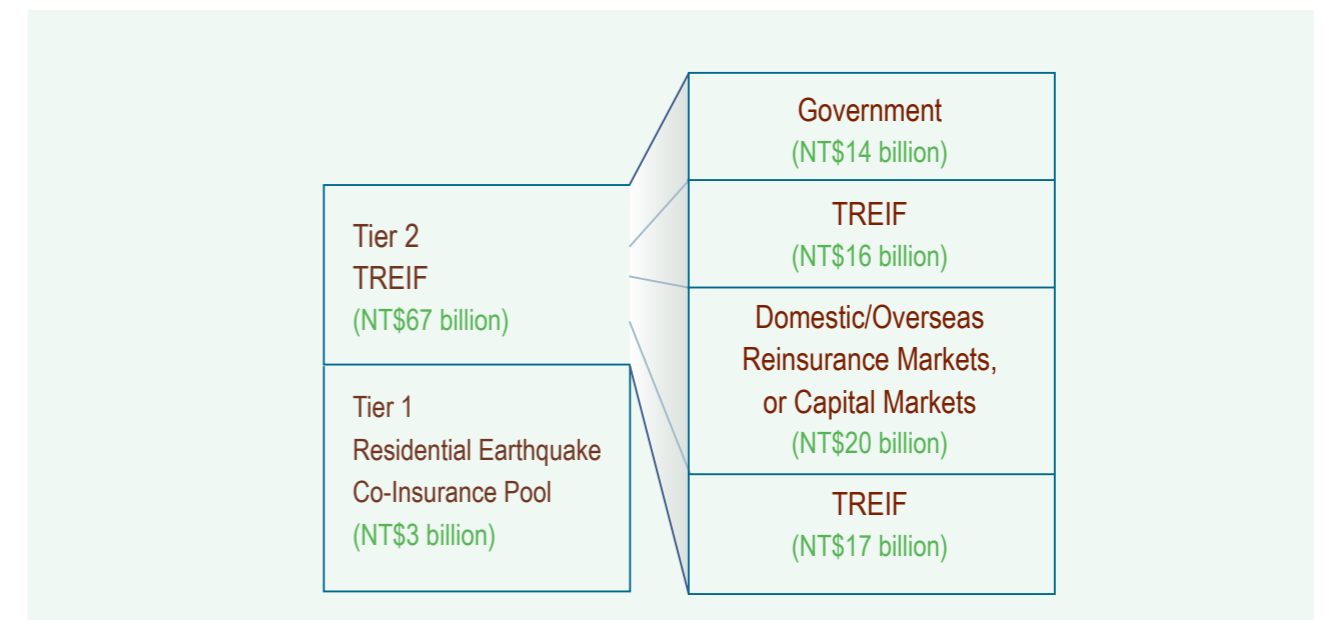 Tier 2
TREIF
(NT$67 billion)
Tier 1
Residential Earthquake
Co-Insurance Pool
(NT$3 billion)
Government
(NT$14 billion)
TREIF
(NT$16 billion)
Domestic/Overseas
Reinsurance Markets,
or Capital Markets
(NT$20 billion)
TREIF
(NT$17 billion)